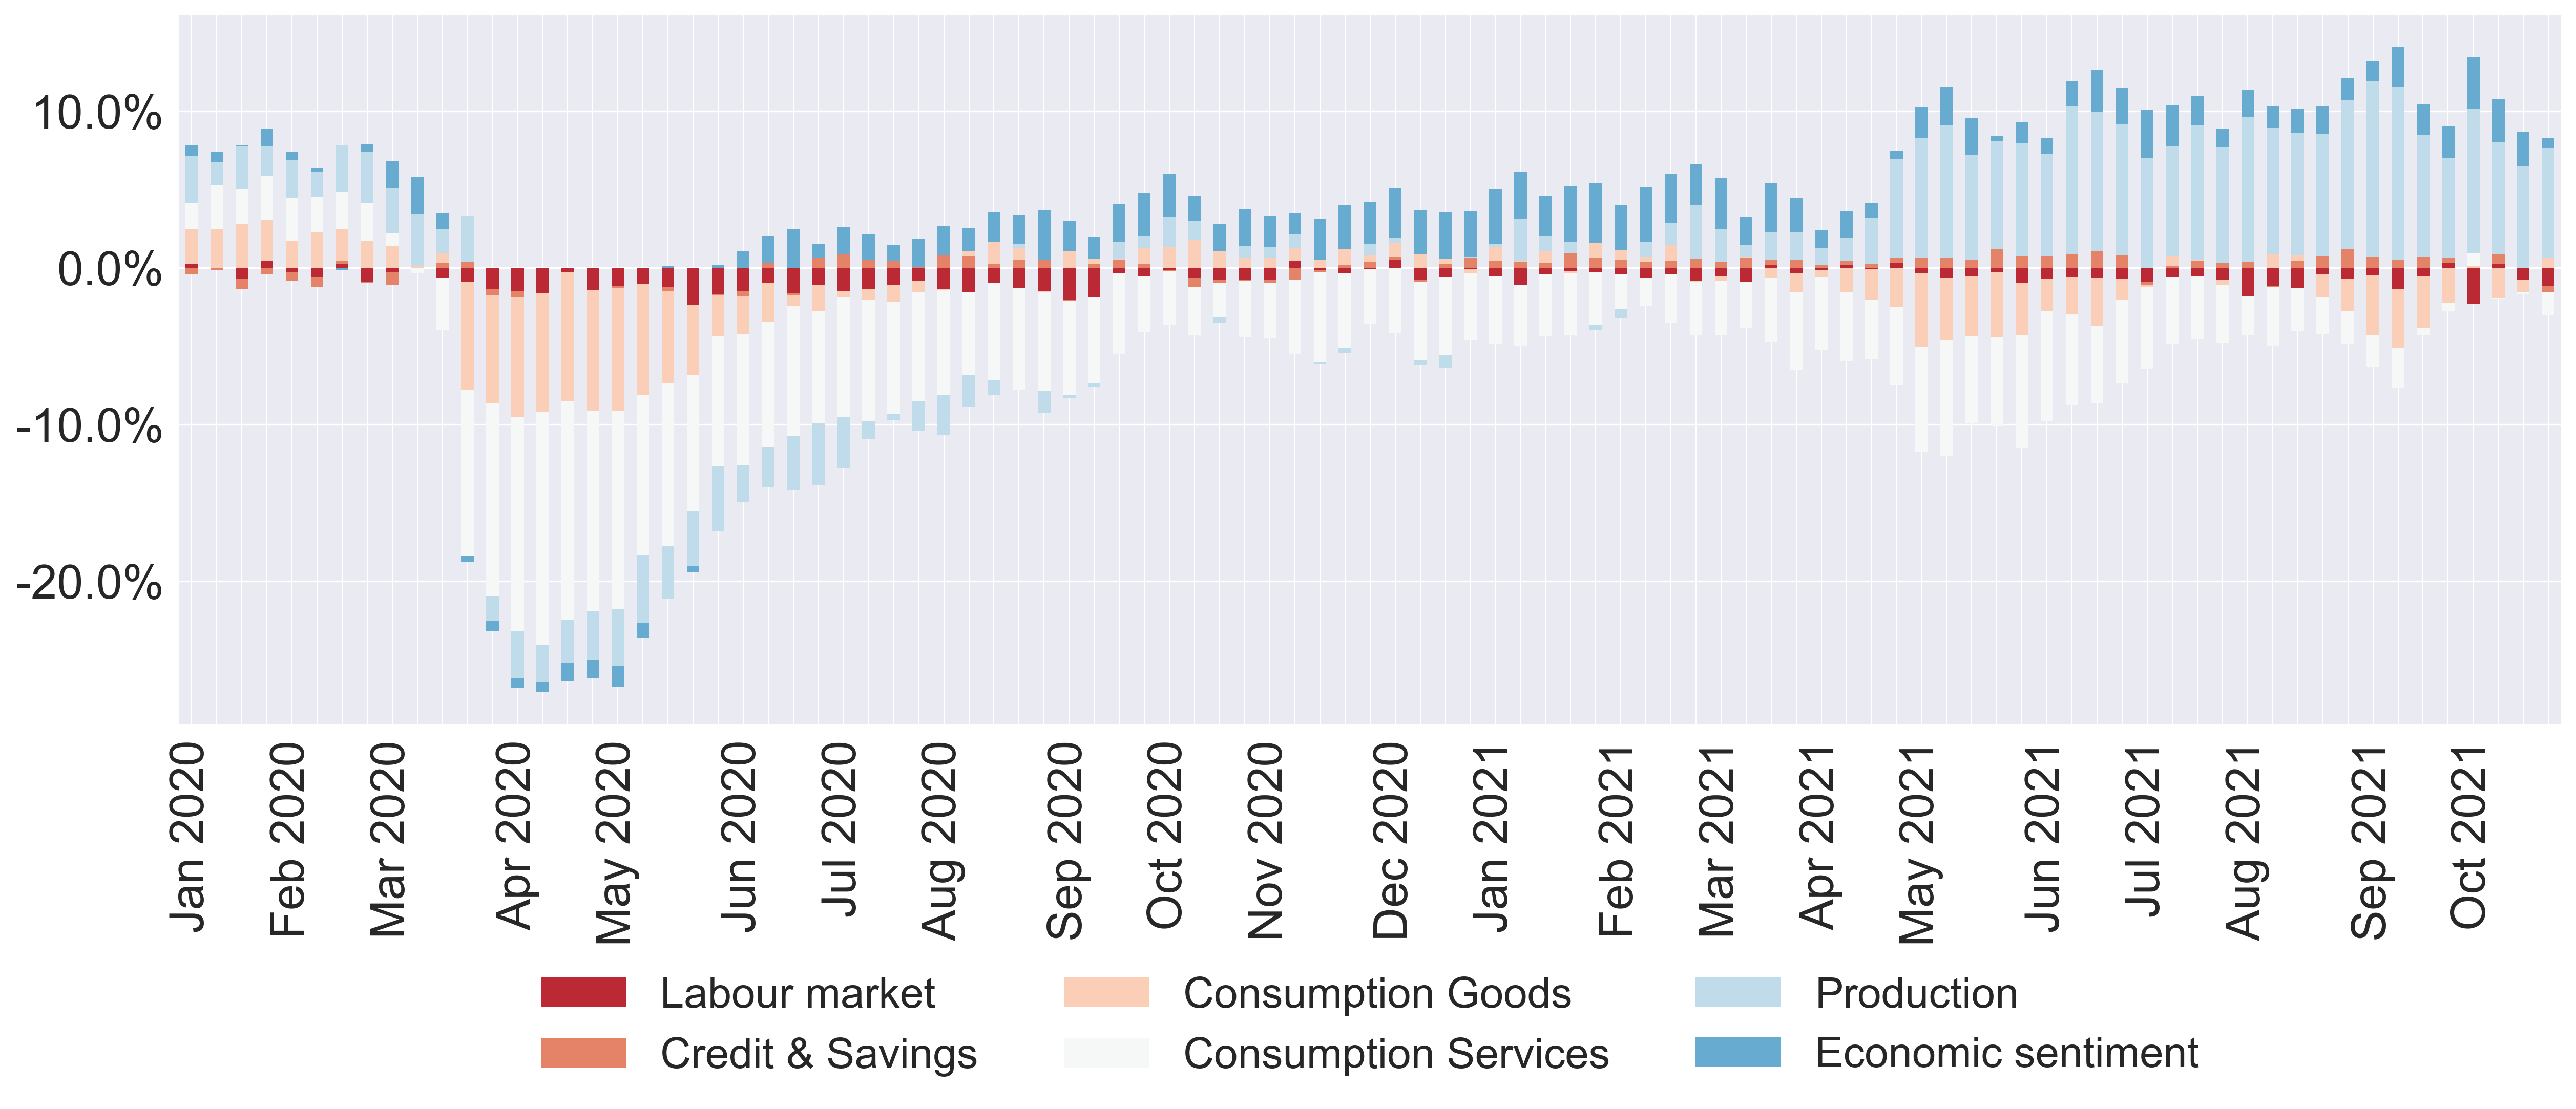 10.0%
0.0%
-10.0%
-20.0%
Jan 2020
Feb 2020
Mar 2020
Apr 2020
May 2020
Jun 2020
Jul 2020
Aug 2020
Sep 2020
Oct 2020
Nov 2020
Dec 2020
Jan 2021
Feb 2021
Mar 2021
Apr 2021
May 2021
Jun 2021
Jul 2021
Aug 2021
Sep 2021
Oct 2021
Labour market
Consumption Goods
Production
Credit & Savings
Consumption Services
Economic sentiment